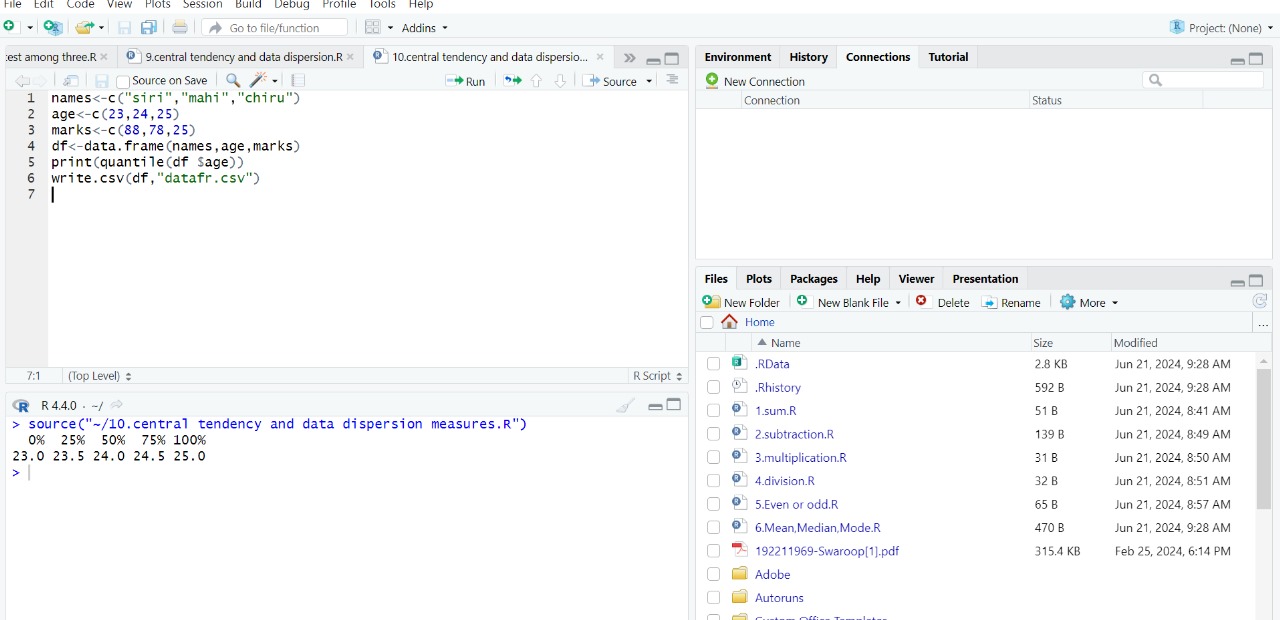 File Edit Code View Plots Session Build Debug Profile Tools Help
Go to file/function Addins Project: (None)
test among three.R 9.central tendency and data dispersion.R 10.central tendency and data dispersio...
Source on Save Run Source
1 names<-c("siri","mahi","chiru")
2 age<-c(23,24,25)
3 marks<-c(88,78,25)
4 df<-data.frame(names,age,marks)
5 print(quantile(df $age))
6 write.csv(df,"datafr.csv")
7
7:1 (Top Level) R Script
R 4.4.0 · ~/
> source("~/10.central tendency and data dispersion measures.R")
0% 25% 50% 75% 100%
23.0 23.5 24.0 24.5 25.0
>
Environment History Connections Tutorial
New Connection
Connection Status
Files Plots Packages Help Viewer Presentation
New Folder New Blank File Delete Rename More
Home ...
Name Size Modified
.RData 2.8 KB Jun 21, 2024, 9:28 AM
.Rhistory 592 B Jun 21, 2024, 9:28 AM
1.sum.R 51 B Jun 21, 2024, 8:41 AM
2.subtraction.R 139 B Jun 21, 2024, 8:49 AM
3.multiplication.R 31 B Jun 21, 2024, 8:50 AM
4.division.R 32 B Jun 21, 2024, 8:51 AM
5.Even or odd.R 65 B Jun 21, 2024, 8:57 AM
6.Mean,Median,Mode.R 470 B Jun 21, 2024, 9:28 AM
192211969-Swaroop[1].pdf 315.4 KB Feb 25, 2024, 6:14 PM
Adobe
Autoruns
Custom Office Templates